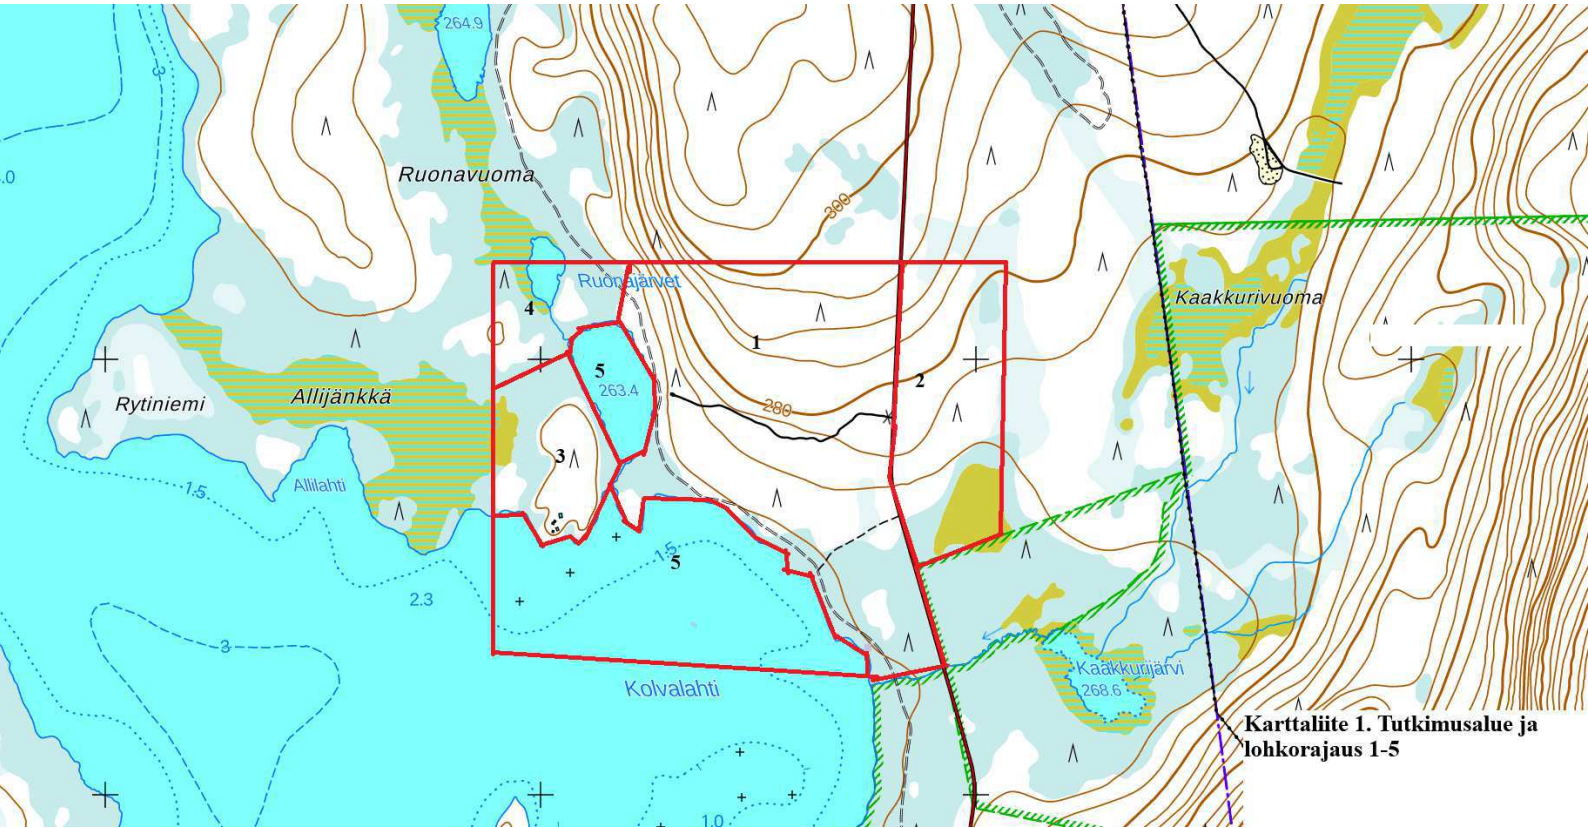 264.9
3
.0
Ruonavuoma
300
Ruonajärvet
4
Kaakkurivuoma
1
5
2
263.4
Rytiniemi
Allijänkkä
280
3
Allilahti
1.5
1.5
5
2.3
3
Kolvalahti
Kaakkurijärvi
268.6
Karttaliite 1. Tutkimusalue ja
lohkorajaus 1-5
1.0